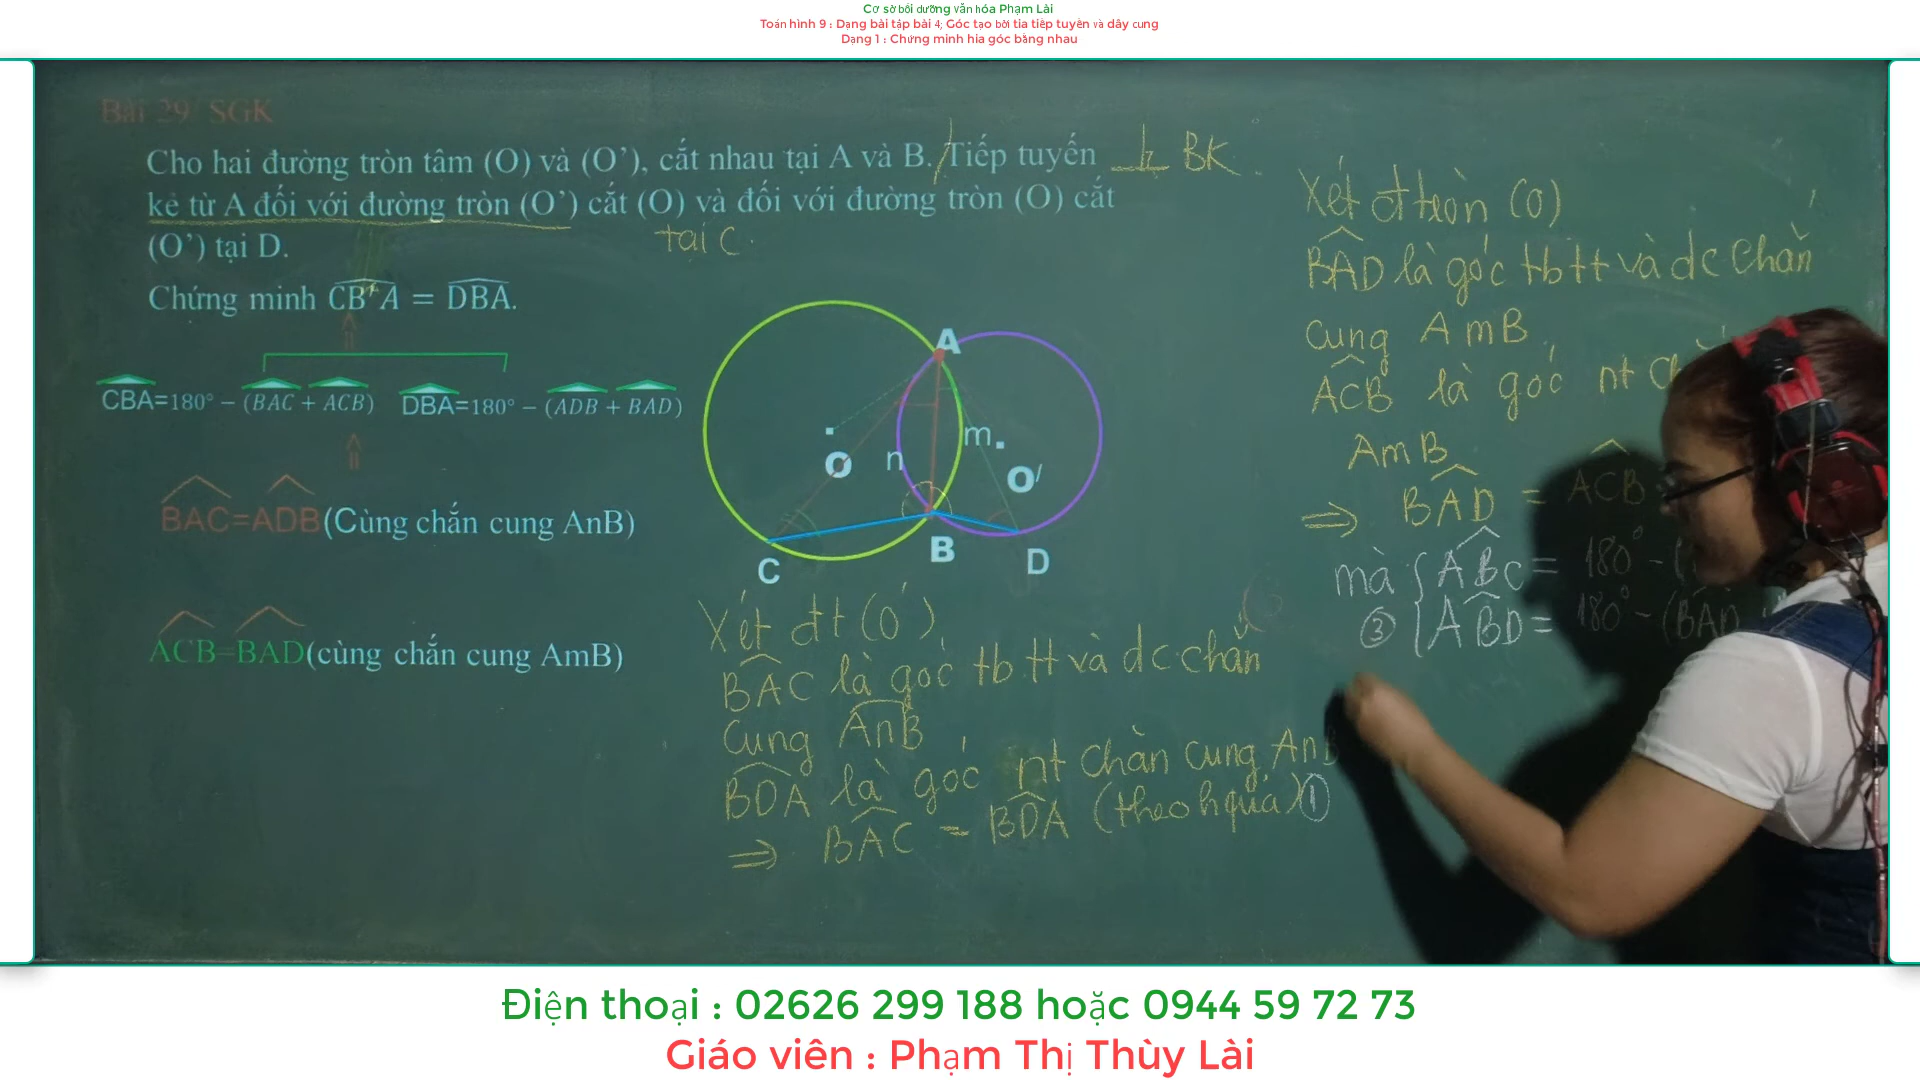 Cơ sở bồi dưỡng văn hóa Phạm Lài
Toán hình 9 : Dạng bài tập bài 4; Góc tạo bởi tia tiếp tuyên và dây cung
Dạng 1 : Chứng minh hia góc bằng nhau
Bài 29/ SGK
Cho hai đường tròn tâm (O) và (O’), cắt nhau tại A và B. Tiếp tuyến
kẻ từ A đối với đường tròn (O’) cắt (O) và đối với đường tròn (O) cắt
tại C.
(O’) tại D.
Chứng minh CBA = DBA.
CBA=180° − (BAC + ACB) DBA=180° − (ADB + BAD)
BAC=ADB(Cùng chắn cung AnB)
ACB=BAD(cùng chắn cung AmB)
BK
A
m
n
O
O'
B
C
D
Xét đt (O')
BAC là góc tb tt và dc chắn
Cung AnB
BDA là góc nt chắn cung AnB
⇒ BAC = BDA (theo hquả) ①
Xét đ tròn (O)
BAD là góc tbtt và dc chắn
cung AmB
ACB là góc nt
AmB
⇒ BAD = ACB
mà { ABC = 180° - (
③ { ABD = 180° - (BAD
Điện thoại : 02626 299 188 hoặc 0944 59 72 73
Giáo viên : Phạm Thị Thùy Lài